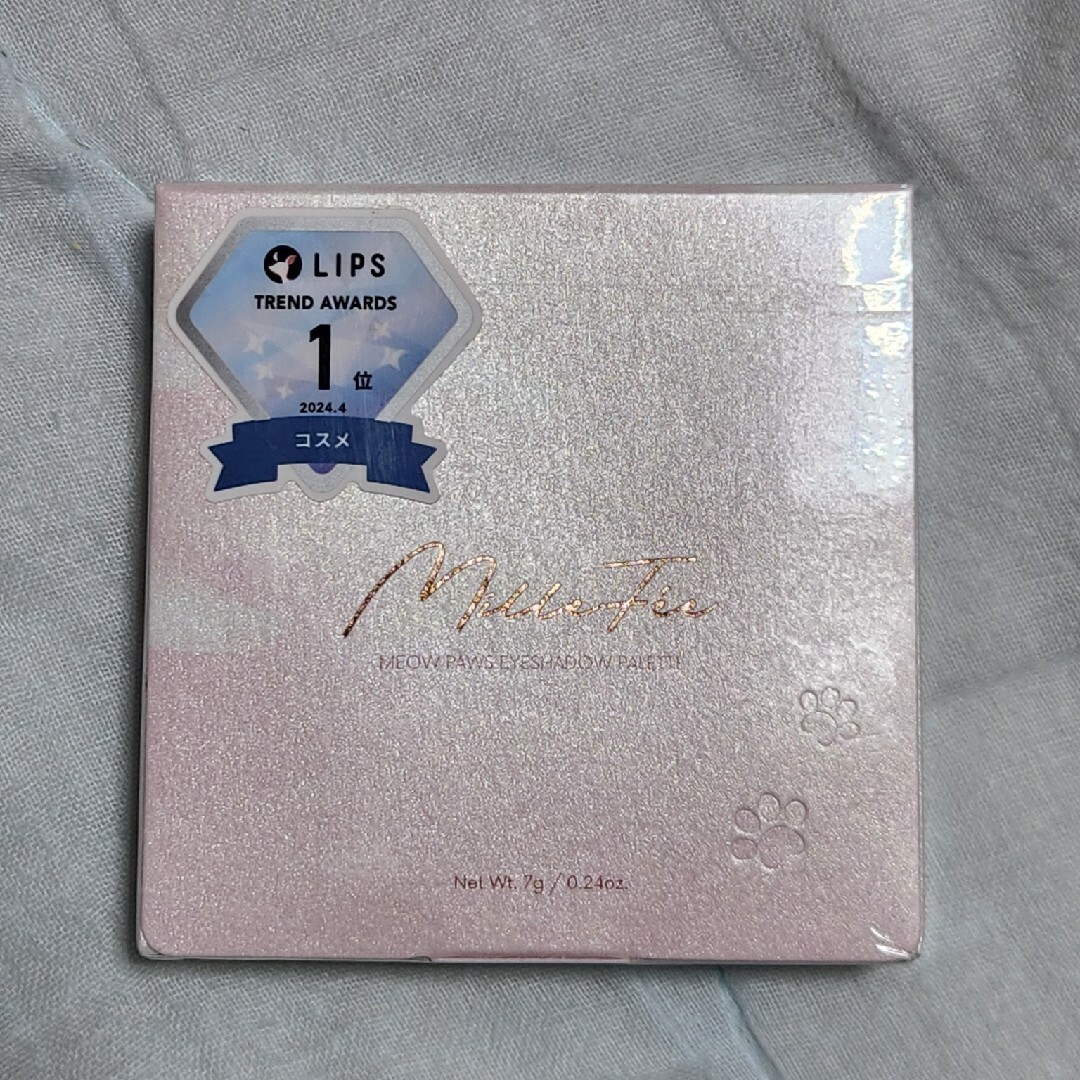 LIPS
TREND AWARDS
1位
2024.4
コスメ
MilleFée
MEOW PAWS EYESHADOW PALETTE
Net Wt. 7g / 0.24oz.